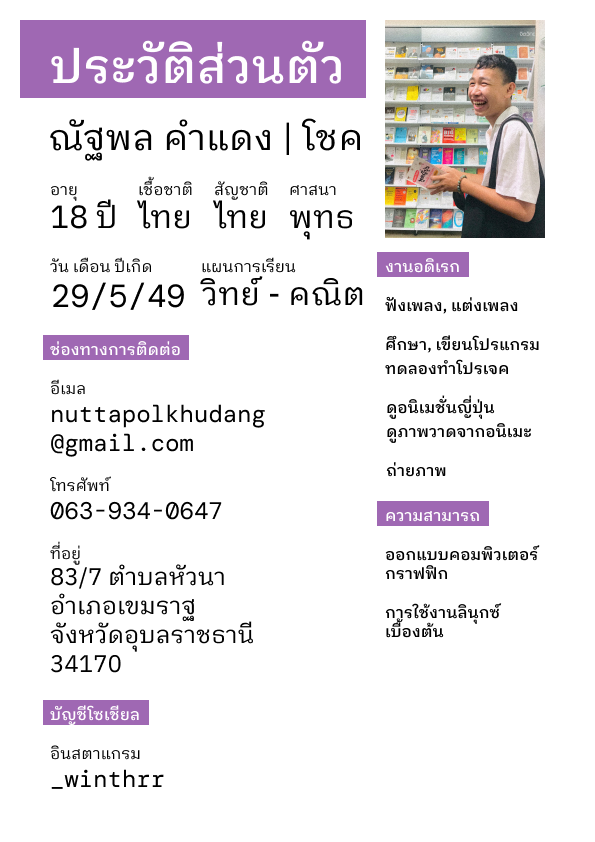 ประวัติส่วนตัว
ณัฐพล คำแดง | โชค
อายุ
18 ปี
เชื้อชาติ
ไทย
สัญชาติ
ไทย
ศาสนา
พุทธ
วัน เดือน ปีเกิด
29/5/49
แผนการเรียน
วิทย์ - คณิต
ช่องทางการติดต่อ
อีเมล
nuttapolkhudang
@gmail.com
โทรศัพท์
063-934-0647
ที่อยู่
83/7 ตำบลหัวนา
อำเภอเขมราฐ
จังหวัดอุบลราชธานี
34170
บัญชีโซเชียล
อินสตาแกรม
_winthrr
งานอดิเรก
ฟังเพลง, แต่งเพลง
ศึกษา, เขียนโปรแกรม
ทดลองทำโปรเจค
ดูอนิเมชั่นญี่ปุ่น
ดูภาพวาดจากอนิเมะ
ถ่ายภาพ
ความสามารถ
ออกแบบคอมพิวเตอร์
กราฟฟิก
การใช้งานลินุกซ์
เบื้องต้น